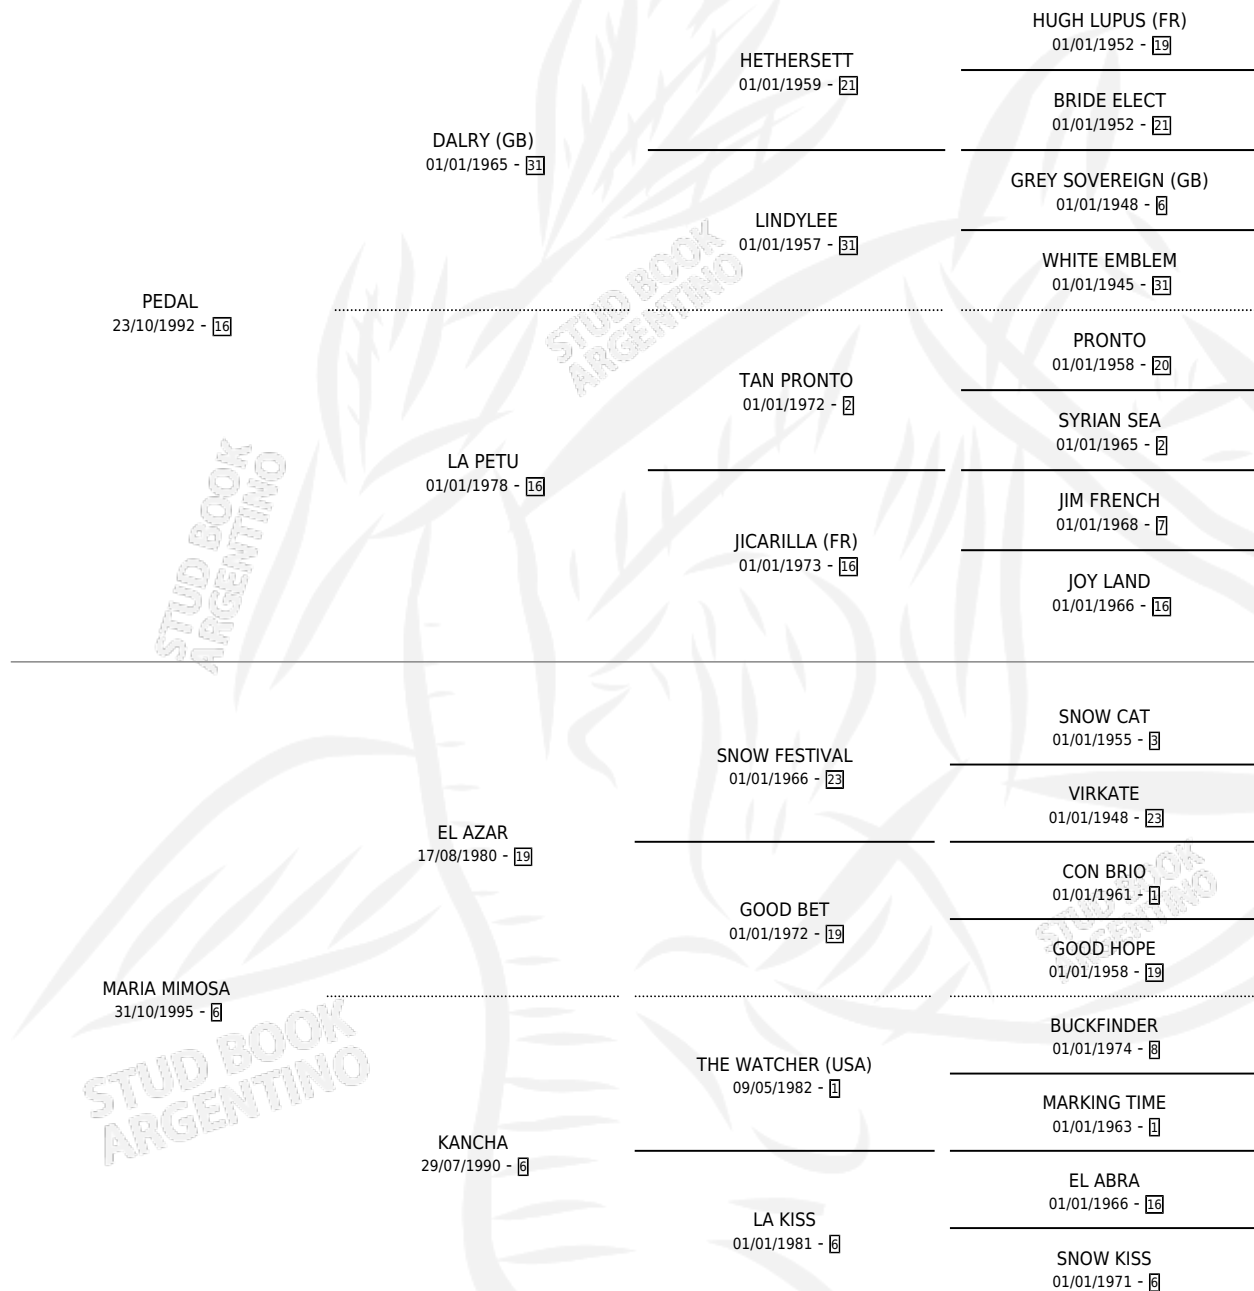 HUGH LUPUS (FR)
01/01/1952 - 19
HETHERSETT
01/01/1959 - 21
BRIDE ELECT
01/01/1952 - 21
DALRY (GB)
01/01/1965 - 31
GREY SOVEREIGN (GB)
01/01/1948 - 6
LINDYLEE
01/01/1957 - 31
WHITE EMBLEM
01/01/1945 - 31
PEDAL
23/10/1992 - 16
PRONTO
01/01/1958 - 20
TAN PRONTO
01/01/1972 - 2
SYRIAN SEA
01/01/1965 - 2
LA PETU
01/01/1978 - 16
JIM FRENCH
01/01/1968 - 7
JICARILLA (FR)
01/01/1973 - 16
JOY LAND
01/01/1966 - 16
SNOW CAT
01/01/1955 - 3
SNOW FESTIVAL
01/01/1966 - 23
VIRKATE
01/01/1948 - 23
EL AZAR
17/08/1980 - 19
CON BRIO
01/01/1961 - 1
GOOD BET
01/01/1972 - 19
GOOD HOPE
01/01/1958 - 19
MARIA MIMOSA
31/10/1995 - 6
BUCKFINDER
01/01/1974 - 8
THE WATCHER (USA)
09/05/1982 - 1
MARKING TIME
01/01/1963 - 1
KANCHA
29/07/1990 - 6
EL ABRA
01/01/1966 - 16
LA KISS
01/01/1981 - 6
SNOW KISS
01/01/1971 - 6
STUD BOOK
ARGENTINO
STUD BOOK
ARGENTINO
STUD BOOK
ARGENTINO
STUD BOOK
ARGENTINO